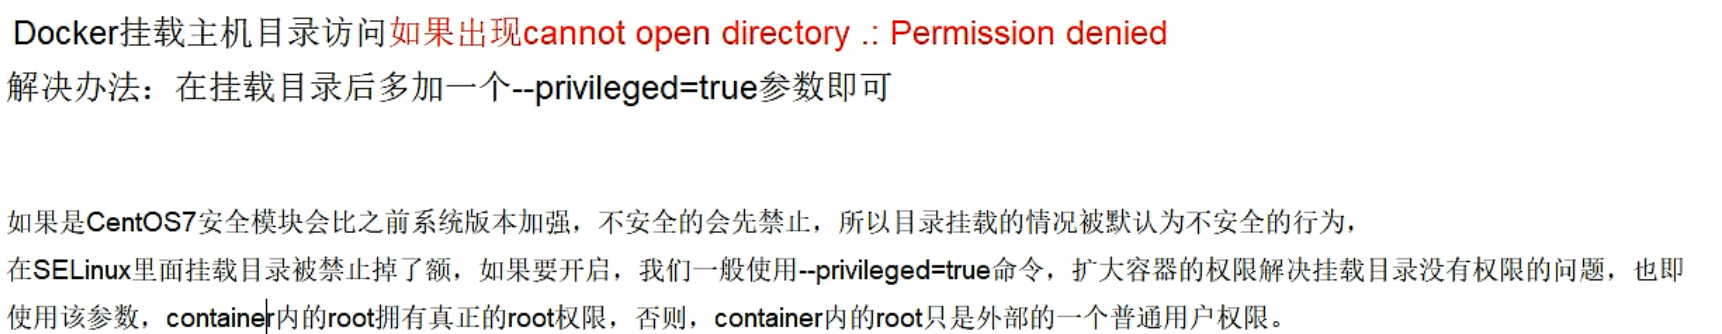 Docker挂载主机目录访问如果出现cannot open directory .: Permission denied
解决办法：在挂载目录后多加一个--privileged=true参数即可
如果是CentOS7安全模块会比之前系统版本加强，不安全的会先禁止，所以目录挂载的情况被默认为不安全的行为，
在SELinux里面挂载目录被禁止掉了额，如果要开启，我们一般使用--privileged=true命令，扩大容器的权限解决挂载目录没有权限的问题，也即
使用该参数，container内的root拥有真正的root权限，否则，container内的root只是外部的一个普通用户权限。